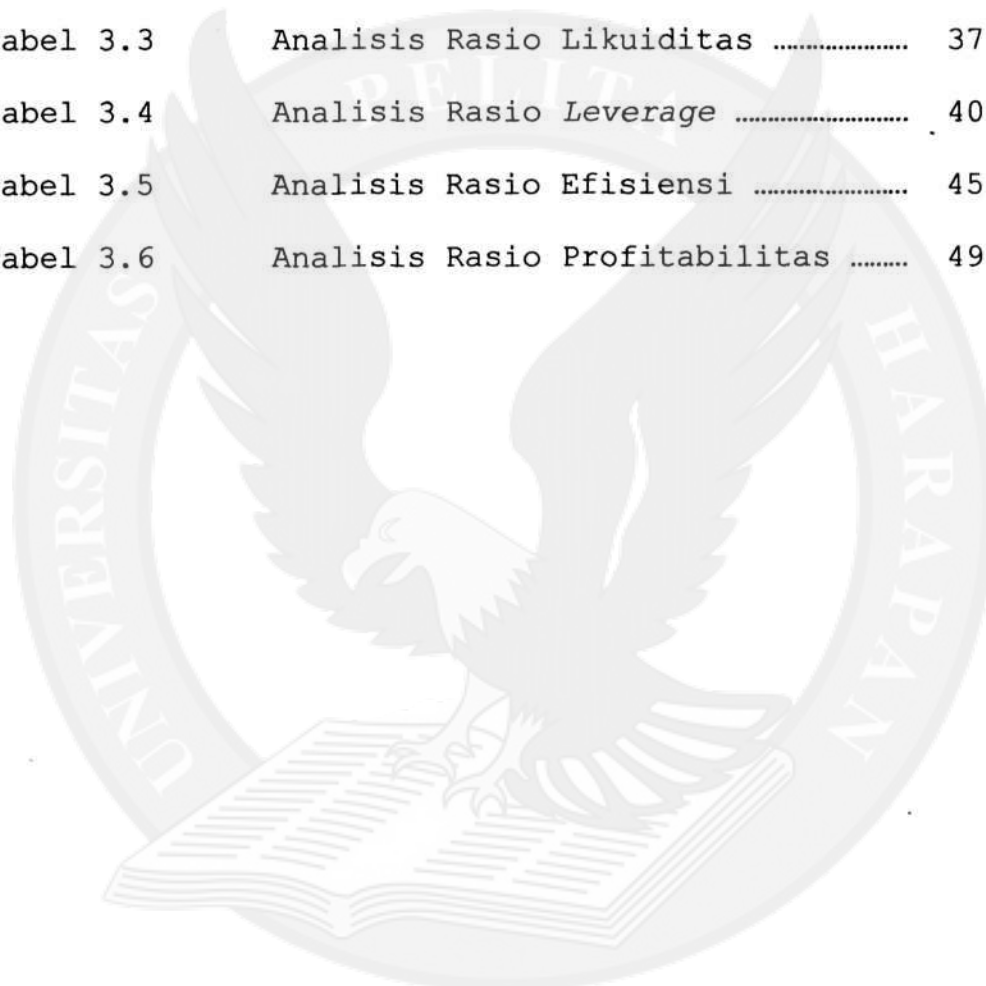 abel 3.3 Analisis Rasio Likuiditas ........................ 37
abel 3.4 Analisis Rasio Leverage ............................. 40
abel 3.5 Analisis Rasio Efisiensi .......................... 45
abel 3.6 Analisis Rasio Profitabilitas .......... 49
UNIVERSITAS PELITA HARAPAN